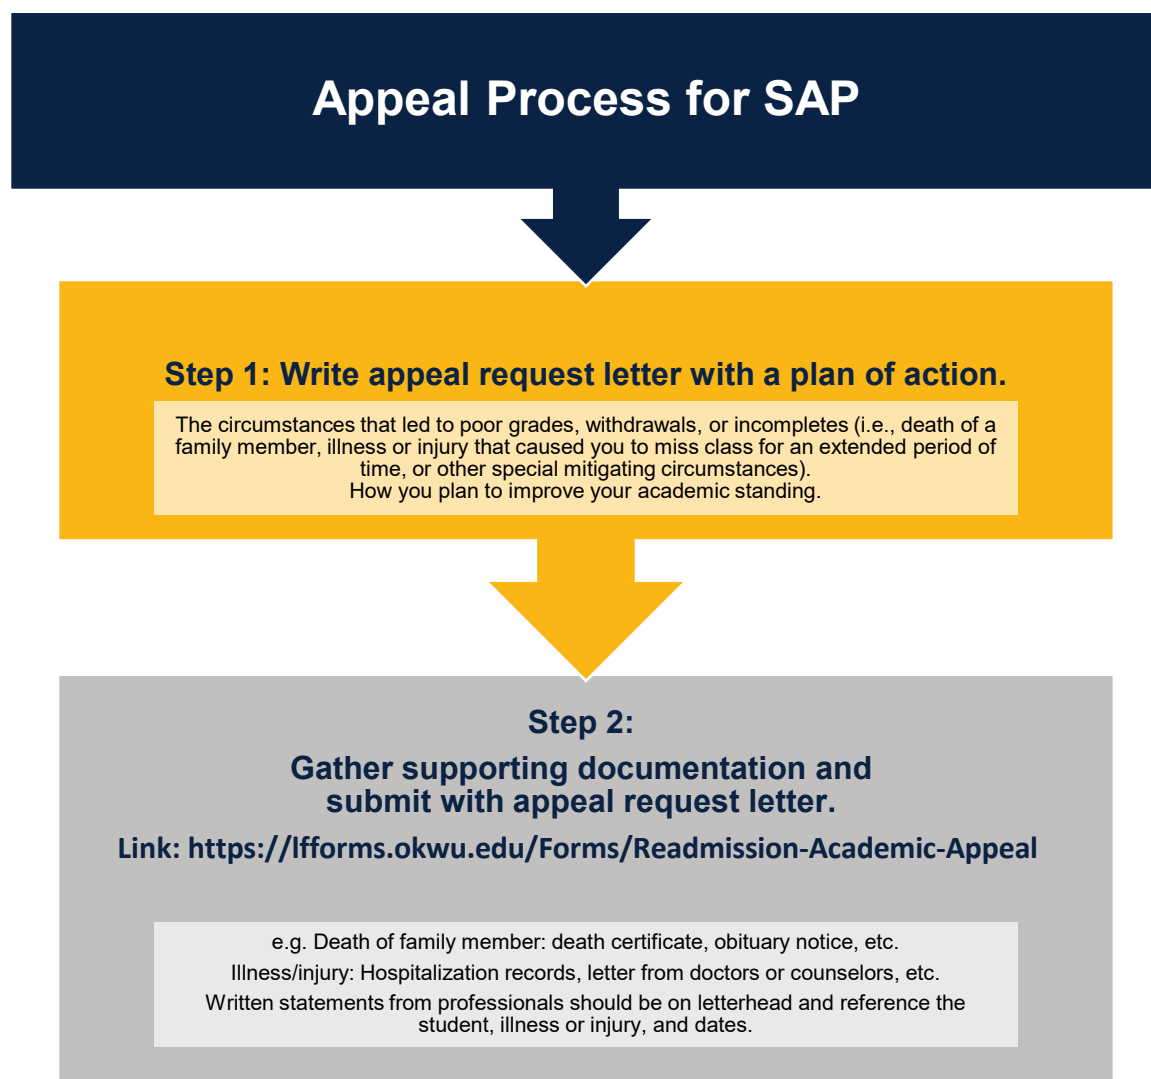 Appeal Process for SAP
Step 1: Write appeal request letter with a plan of action.
The circumstances that led to poor grades, withdrawals, or incompletes (i.e., death of a
family member, illness or injury that caused you to miss class for an extended period of
time, or other special mitigating circumstances).
How you plan to improve your academic standing.
Step 2:
Gather supporting documentation and
submit with appeal request letter.
Link: https://lfforms.okwu.edu/Forms/Readmission-Academic-Appeal
e.g. Death of family member: death certificate, obituary notice, etc.
Illness/injury: Hospitalization records, letter from doctors or counselors, etc.
Written statements from professionals should be on letterhead and reference the
student, illness or injury, and dates.